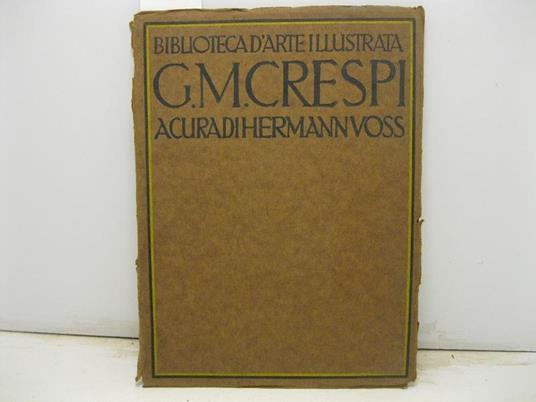 BIBLIOTECA D'ARTE ILLUSTRATA
G.M.CRESPI
A CURA DI HERMANN VOSS